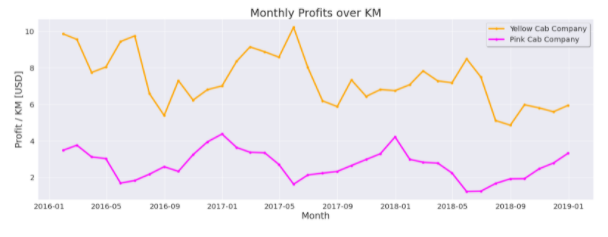 Monthly Profits over KM
Yellow Cab Company
Pink Cab Company
Profit / KM [USD]
10
8
6
4
2
2016-01 2016-05 2016-09 2017-01 2017-05 2017-09 2018-01 2018-05 2018-09 2019-01
Month